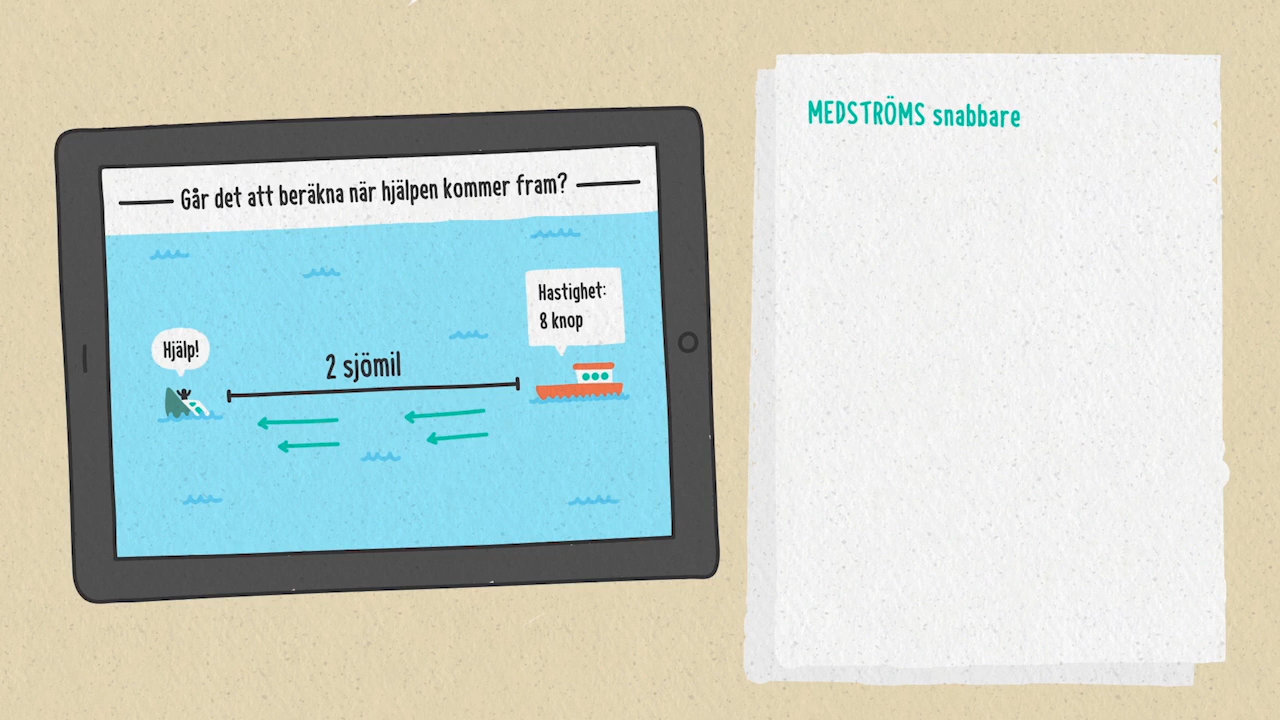 Går det att beräkna när hjälpen kommer fram?
Hastighet:
8 knop
Hjälp!
2 sjömil
MEDSTRÖMS snabbare